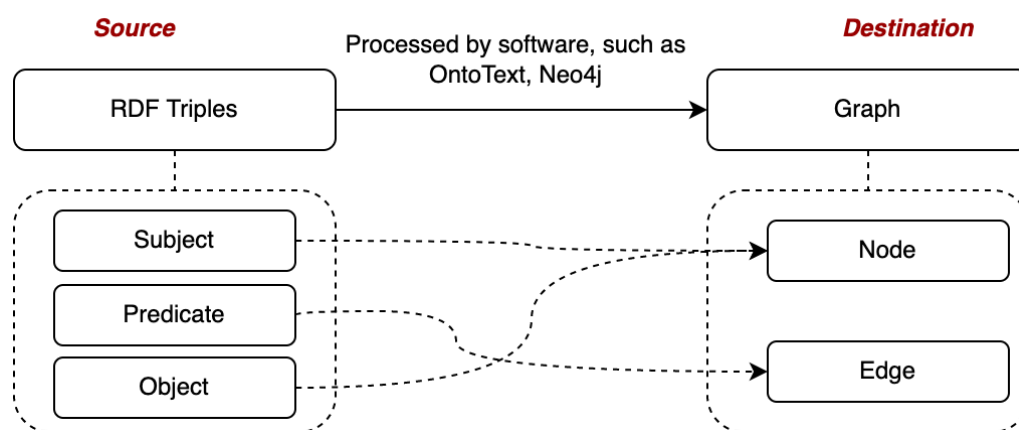 Source
Processed by software, such as
OntoText, Neo4j
Destination
RDF Triples
Graph
Subject
Predicate
Object
Node
Edge